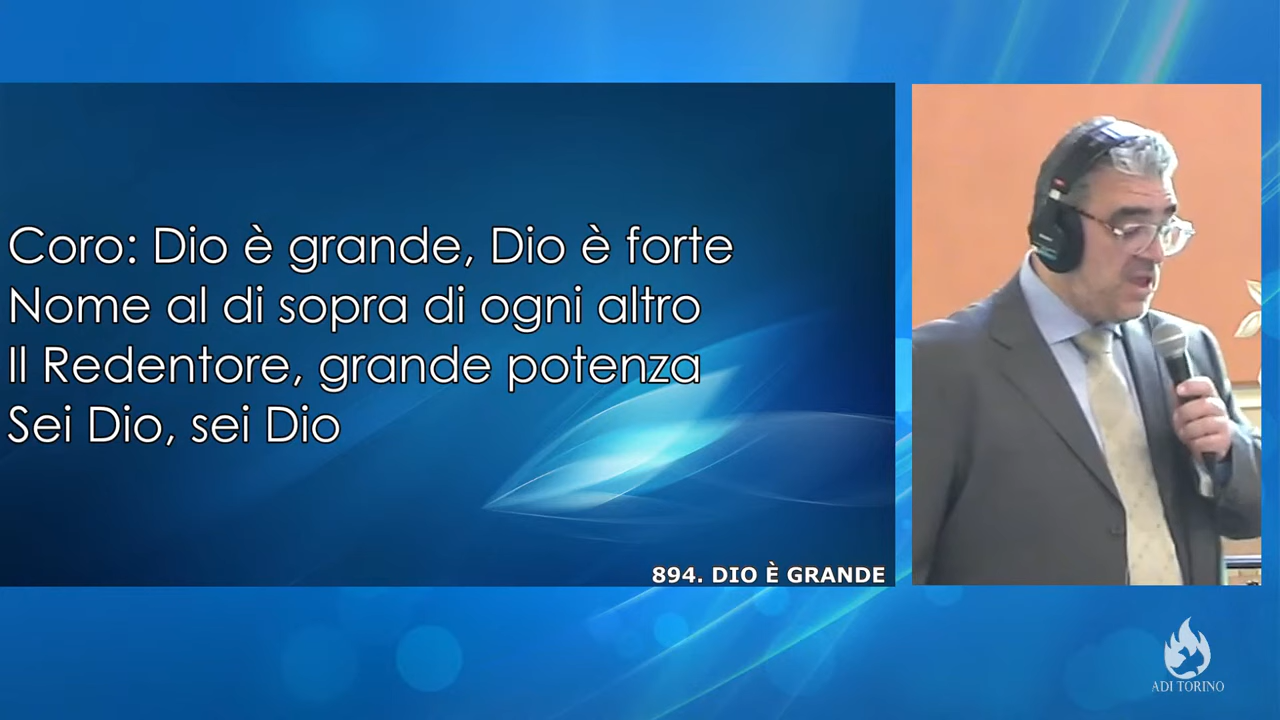 Coro: Dio è grande, Dio è forte
Nome al di sopra di ogni altro
Il Redentore, grande potenza
Sei Dio, sei Dio
894. DIO È GRANDE
ADI TORINO